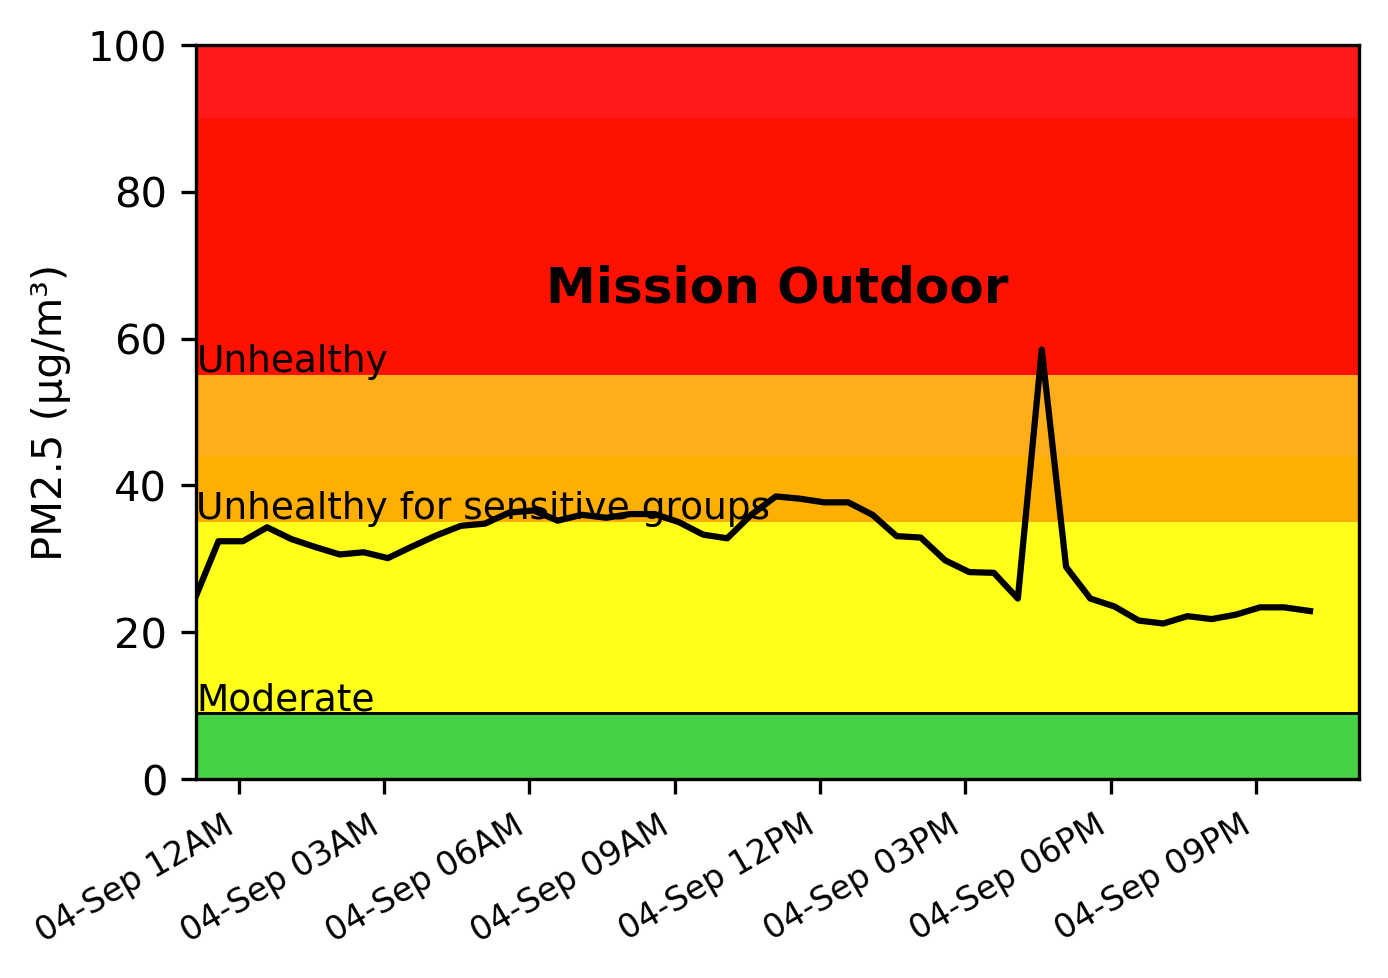 100
80
60
40
20
0
PM2.5 (µg/m³)
Mission Outdoor
Unhealthy
Unhealthy for sensitive groups
Moderate
04-Sep 12AM
04-Sep 03AM
04-Sep 06AM
04-Sep 09AM
04-Sep 12PM
04-Sep 03PM
04-Sep 06PM
04-Sep 09PM